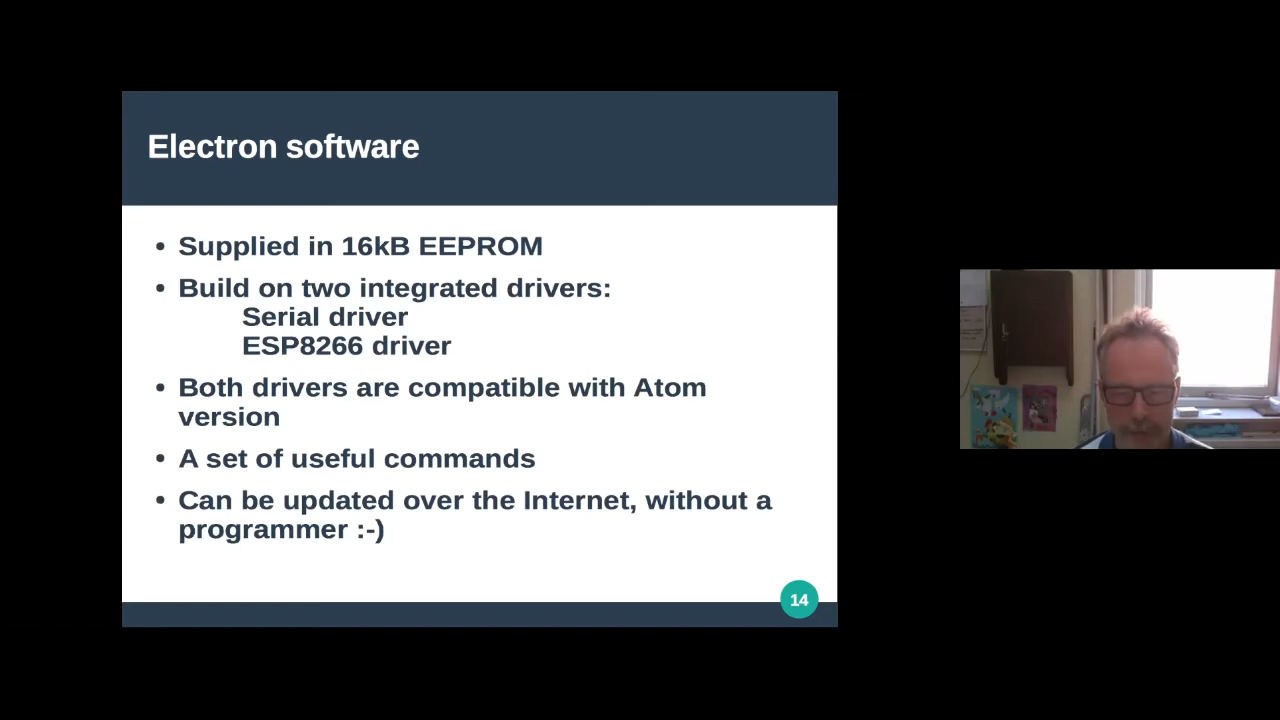 Electron software
• Supplied in 16kB EEPROM
• Build on two integrated drivers:
Serial driver
ESP8266 driver
• Both drivers are compatible with Atom
version
• A set of useful commands
• Can be updated over the Internet, without a
programmer :-)
14